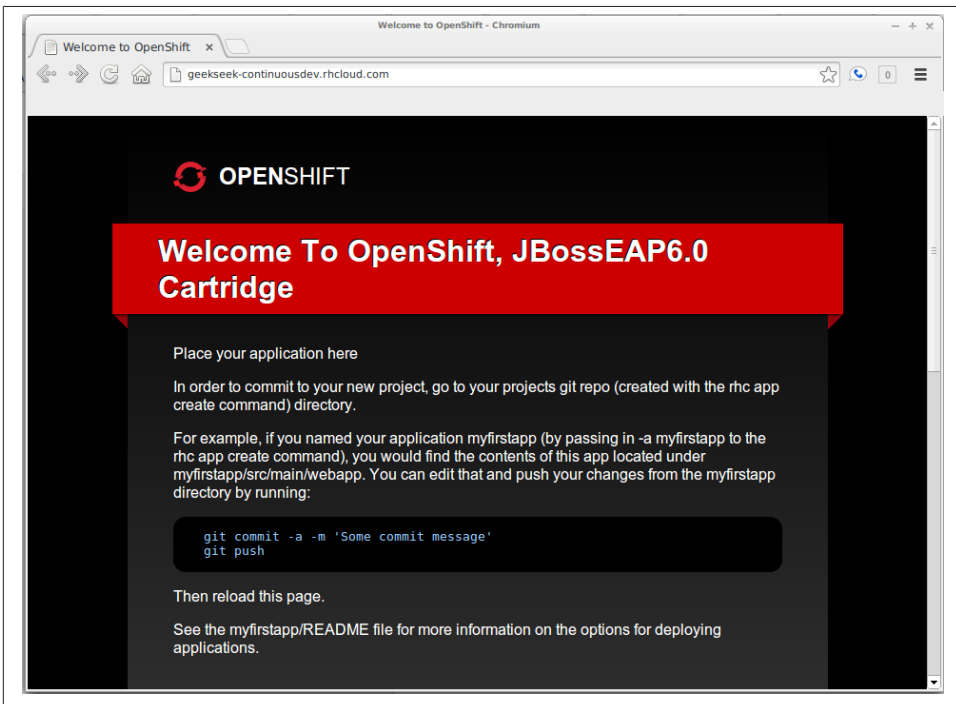 Welcome to OpenShift - Chromium
Welcome to OpenShift
geekseek-continuousdev.rhcloud.com
0
OPENSHIFT
Welcome To OpenShift, JBossEAP6.0
Cartridge
Place your application here
In order to commit to your new project, go to your projects git repo (created with the rhc app
create command) directory.
For example, if you named your application myfirstapp (by passing in -a myfirstapp to the
rhc app create command), you would find the contents of this app located under
myfirstapp/src/main/webapp. You can edit that and push your changes from the myfirstapp
directory by running:
git commit -a -m 'Some commit message'
git push
Then reload this page.
See the myfirstapp/README file for more information on the options for deploying
applications.